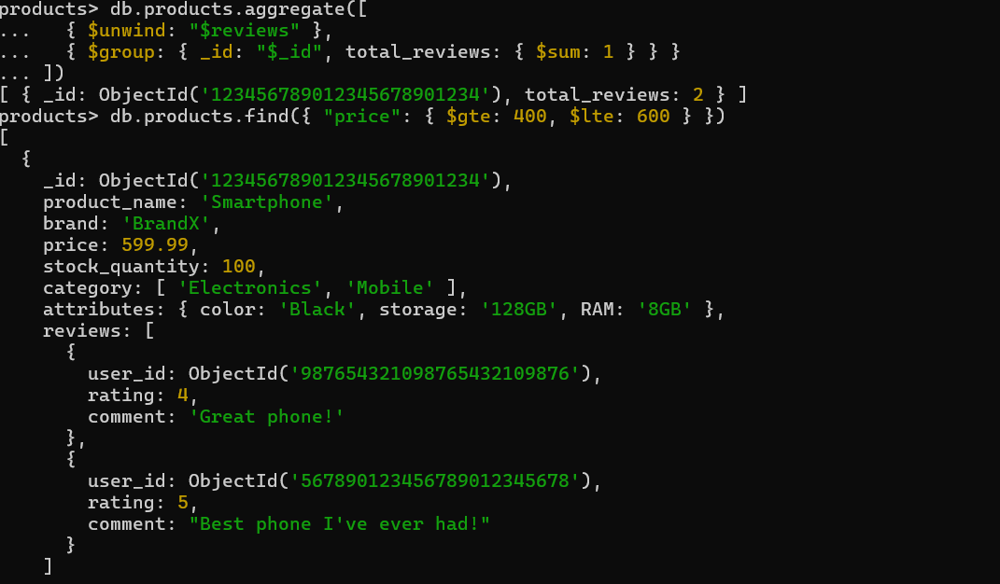 products> db.products.aggregate([
...   { $unwind: "$reviews" },
...   { $group: { _id: "$_id", total_reviews: { $sum: 1 } } }
... ])
[ { _id: ObjectId('123456789012345678901234'), total_reviews: 2 } ]
products> db.products.find({ "price": { $gte: 400, $lte: 600 } })
[
  {
    _id: ObjectId('123456789012345678901234'),
    product_name: 'Smartphone',
    brand: 'BrandX',
    price: 599.99,
    stock_quantity: 100,
    category: [ 'Electronics', 'Mobile' ],
    attributes: { color: 'Black', storage: '128GB', RAM: '8GB' },
    reviews: [
      {
        user_id: ObjectId('987654321098765432109876'),
        rating: 4,
        comment: 'Great phone!'
      },
      {
        user_id: ObjectId('567890123456789012345678'),
        rating: 5,
        comment: "Best phone I've ever had!"
      }
    ]